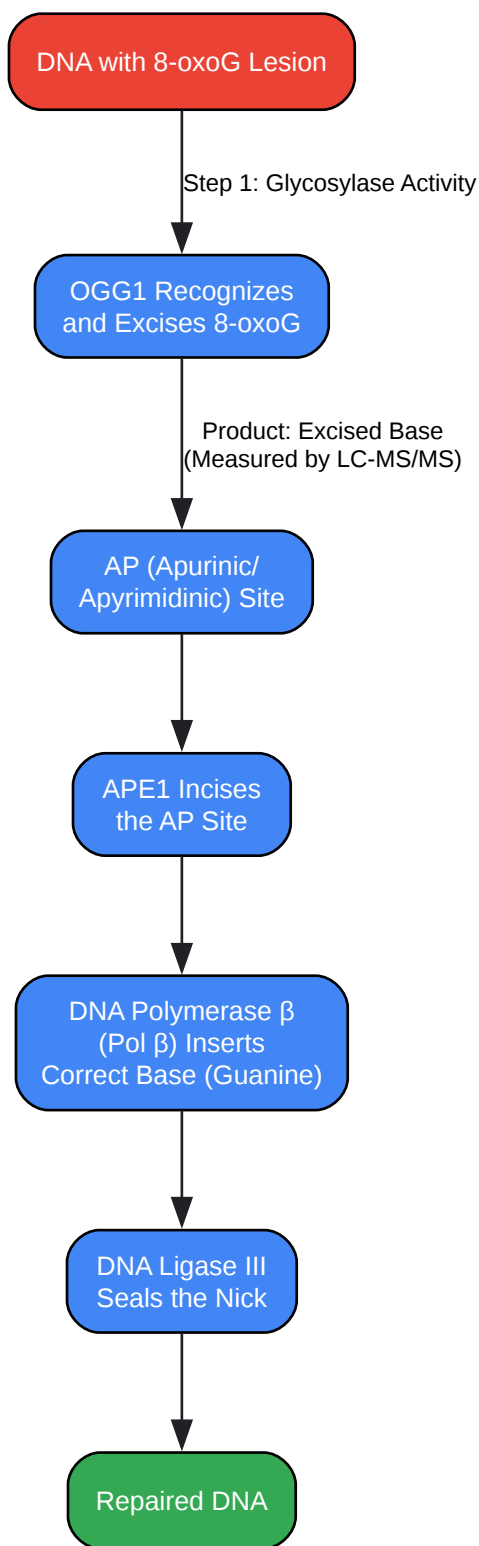 DNA with 8-oxoG Lesion
Step 1: Glycosylase Activity
OGG1 Recognizes
and Excises 8-oxoG
Product: Excised Base
(Measured by LC-MS/MS)
AP (Apurinic/
Apyrimidinic) Site
APE1 Incises
the AP Site
DNA Polymerase β
(Pol β) Inserts
Correct Base (Guanine)
DNA Ligase III
Seals the Nick
Repaired DNA